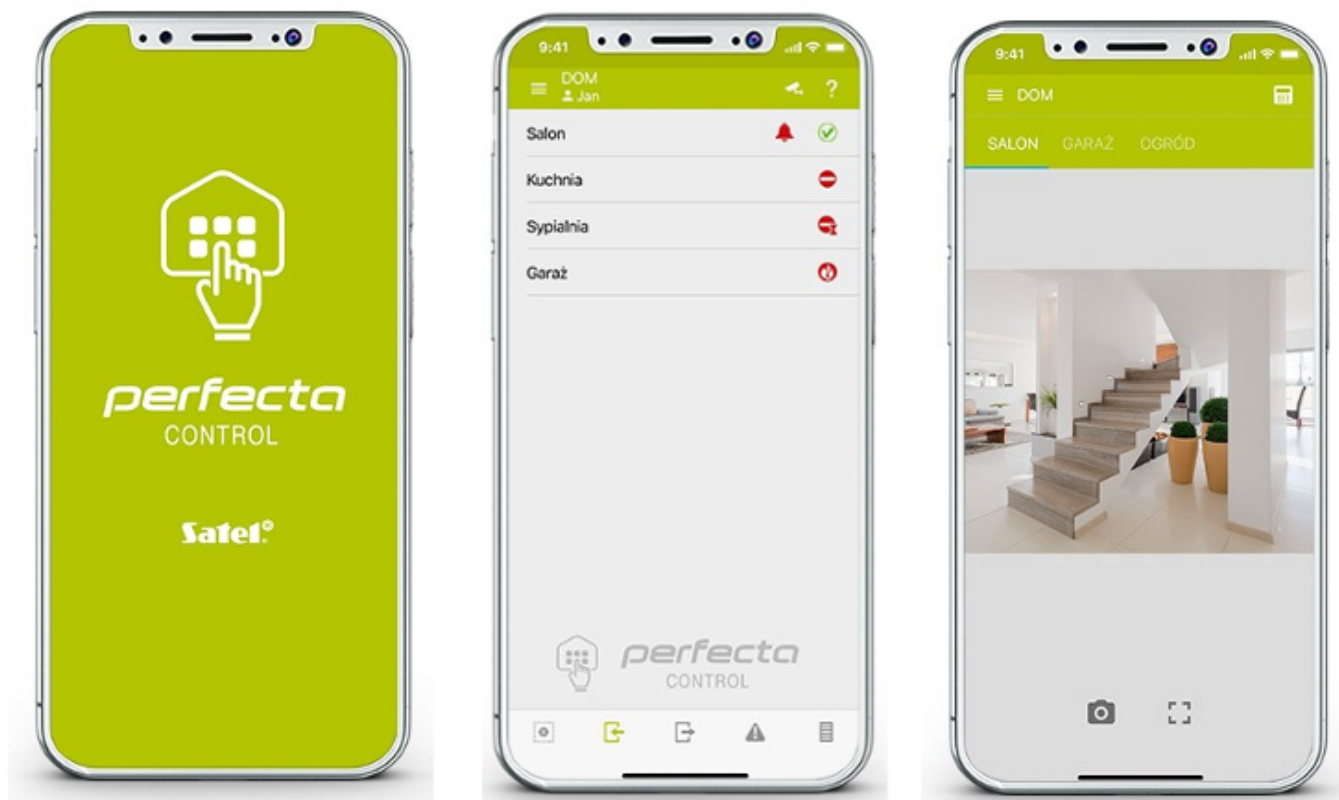 perfecta
CONTROL
Satel
9:41
DOM
Jan
?
Salon
Kuchnia
Sypialnia
Garaż
perfecta
CONTROL
9:41
DOM
SALON GARAŻ OGRÓD